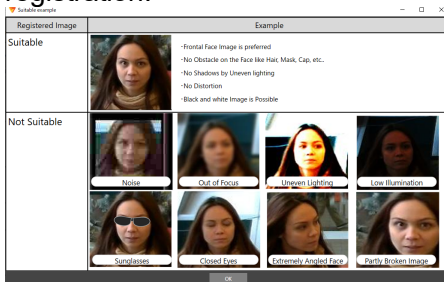 registration.
Suitable example
Registered Image
Example
Suitable
-Frontal Face Image is preferred
-No Obstacle on the Face like Hair, Mask, Cap, etc..
-No Shadows by Uneven lighting
-No Distortion
-Black and white Image is Possible
Not Suitable
Noise
Out of Focus
Uneven Lighting
Low Illumination
Sunglasses
Closed Eyes
Extremely Angled Face
Partly Broken Image
OK